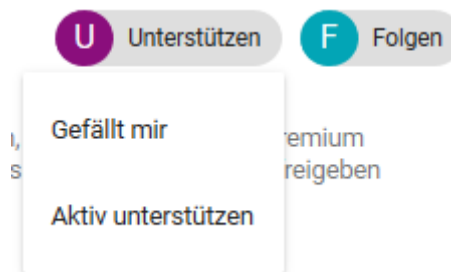 U Unterstützen F Folgen
Gefällt mir
remium
reigeben
Aktiv unterstützen